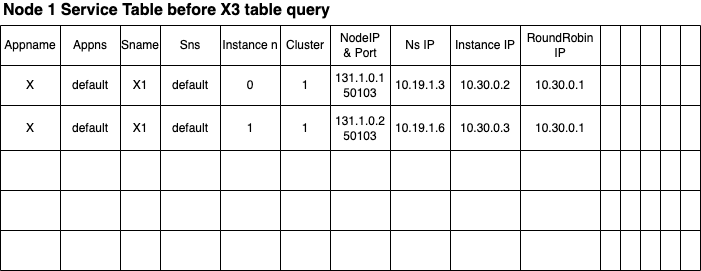 Node 1 Service Table before X3 table query
Appname Appns Sname Sns Instance n Cluster NodeIP & Port Ns IP Instance IP RoundRobin IP
X default X1 default 0 1 131.1.0.1 50103 10.19.1.3 10.30.0.2 10.30.0.1
X default X1 default 1 1 131.1.0.2 50103 10.19.1.6 10.30.0.3 10.30.0.1